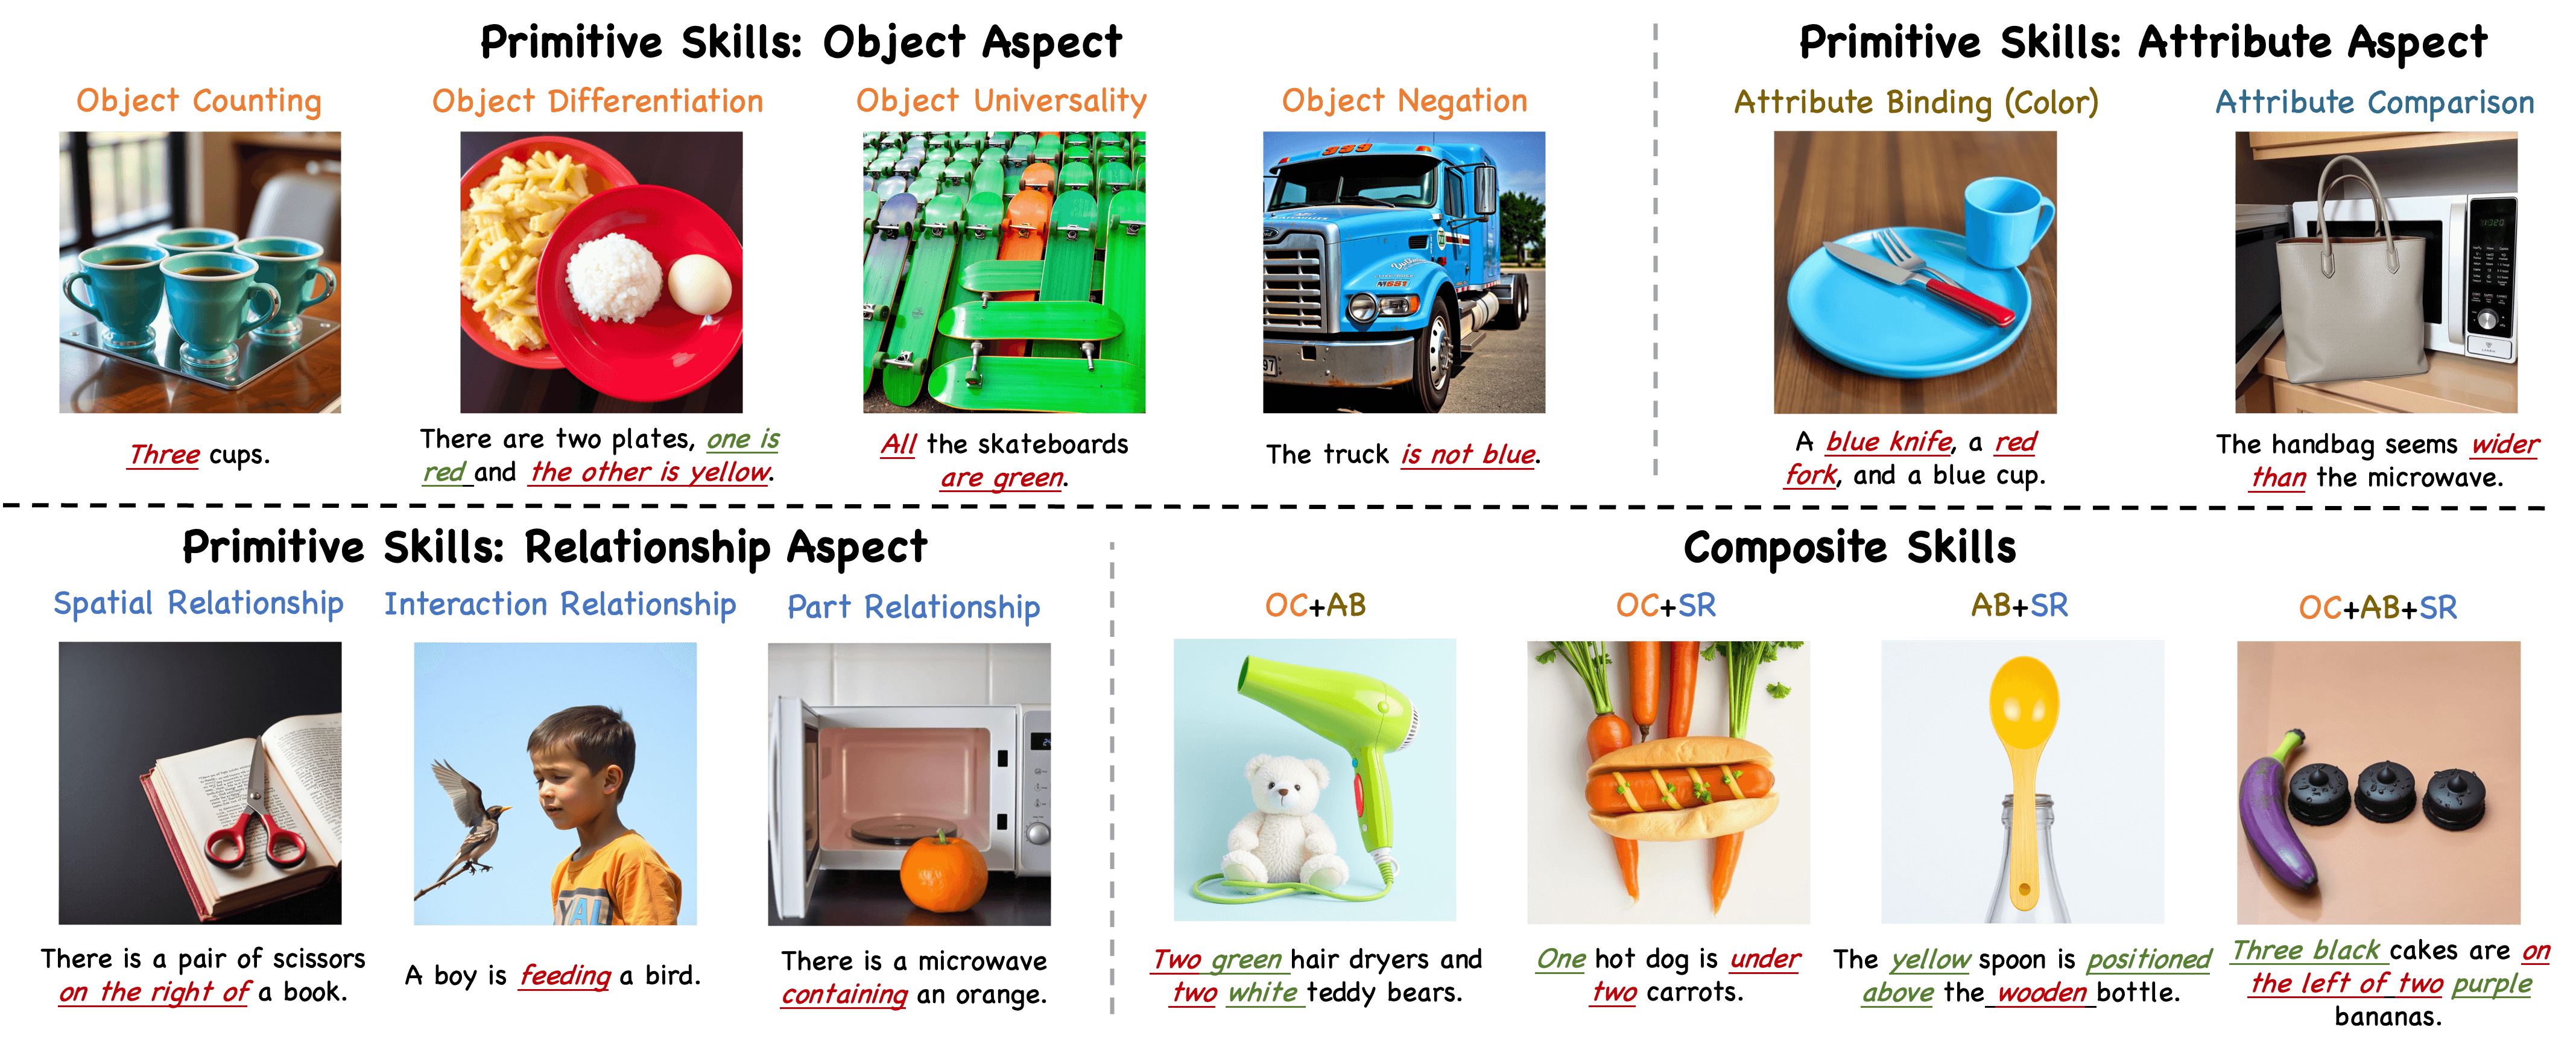 Primitive Skills: Object Aspect
Primitive Skills: Attribute Aspect
Object Counting
Object Differentiation
Object Universality
Object Negation
Attribute Binding (Color)
Attribute Comparison
Three cups.
There are two plates, one is
red and the other is yellow.
All the skateboards
are green.
The truck is not blue.
A blue knife, a red
fork, and a blue cup.
The handbag seems wider
than the microwave.
Primitive Skills: Relationship Aspect
Composite Skills
Spatial Relationship
Interaction Relationship
Part Relationship
OC+AB
OC+SR
AB+SR
OC+AB+SR
There is a pair of scissors
on the right of a book.
A boy is feeding a bird.
There is a microwave
containing an orange.
Two green hair dryers and
two white teddy bears.
One hot dog is under
two carrots.
The yellow spoon is positioned
above the wooden bottle.
Three black cakes are on
the left of two purple
bananas.